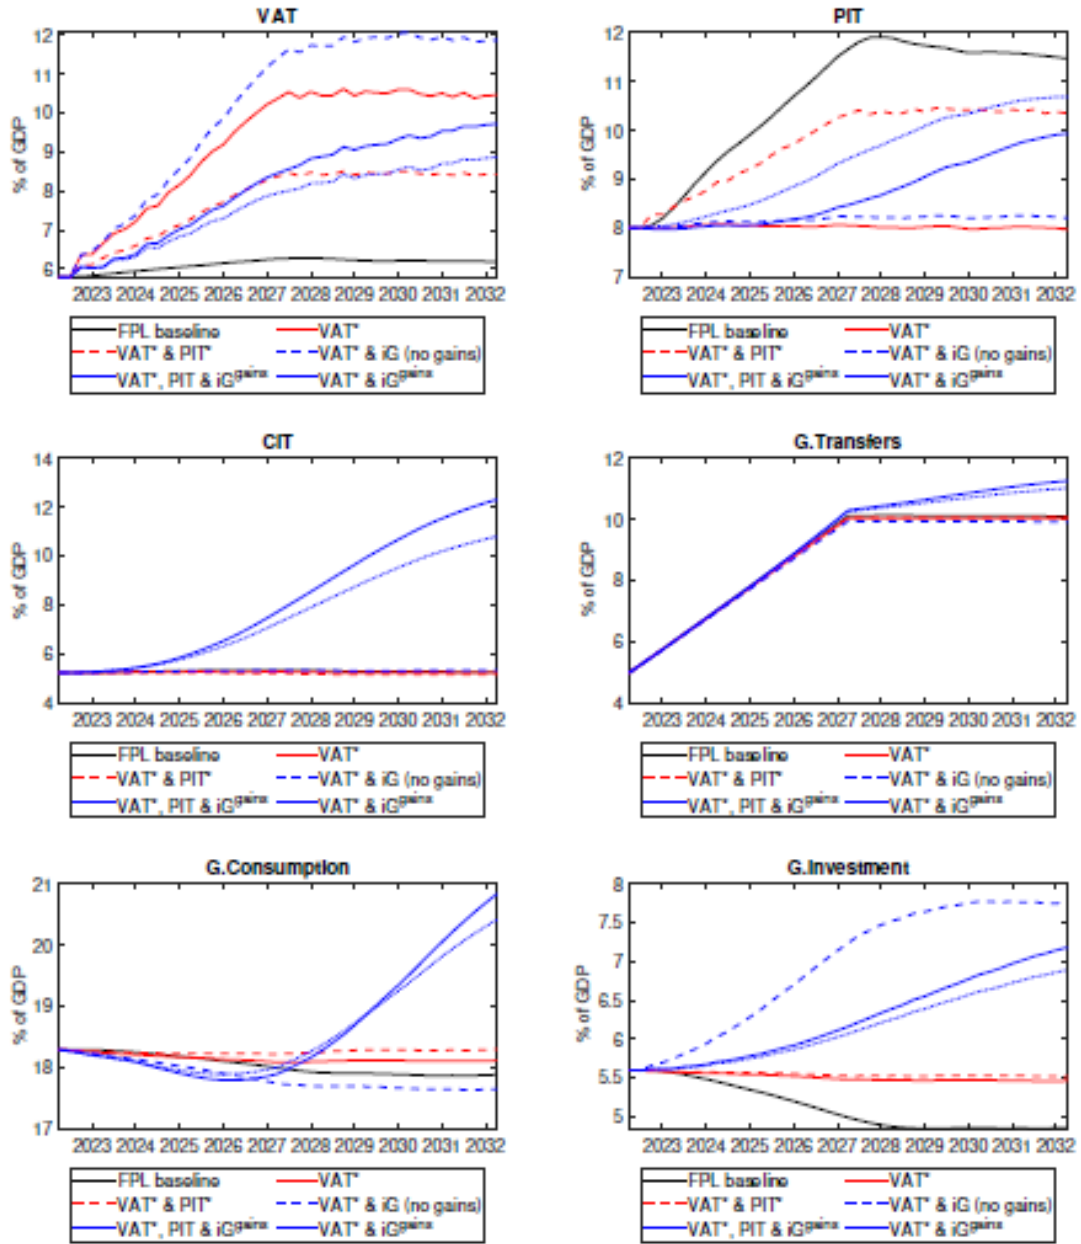 VAT
PIT
12
11
10
9
8
7
6
% of GDP
2023 2024 2025 2026 2027 2028 2029 2030 2031 2032
12
11
10
9
8
7
% of GDP
2023 2024 2025 2026 2027 2028 2029 2030 2031 2032
FPL baseline VAT*
VAT* & PIT* VAT* & iG (no gains)
VAT*, PIT & iG^gains VAT* & iG^gains
FPL baseline VAT*
VAT* & PIT* VAT* & iG (no gains)
VAT*, PIT & iG^gains VAT* & iG^gains
CIT
G.Transfers
14
12
10
8
6
4
% of GDP
2023 2024 2025 2026 2027 2028 2029 2030 2031 2032
12
10
8
6
4
% of GDP
2023 2024 2025 2026 2027 2028 2029 2030 2031 2032
FPL baseline VAT*
VAT* & PIT* VAT* & iG (no gains)
VAT*, PIT & iG^gains VAT* & iG^gains
FPL baseline VAT*
VAT* & PIT* VAT* & iG (no gains)
VAT*, PIT & iG^gains VAT* & iG^gains
G.Consumption
G.Investment
21
20
19
18
17
% of GDP
2023 2024 2025 2026 2027 2028 2029 2030 2031 2032
8
7.5
7
6.5
6
5.5
5
% of GDP
2023 2024 2025 2026 2027 2028 2029 2030 2031 2032
FPL baseline VAT*
VAT* & PIT* VAT* & iG (no gains)
VAT*, PIT & iG^gains VAT* & iG^gains
FPL baseline VAT*
VAT* & PIT* VAT* & iG (no gains)
VAT*, PIT & iG^gains VAT* & iG^gains